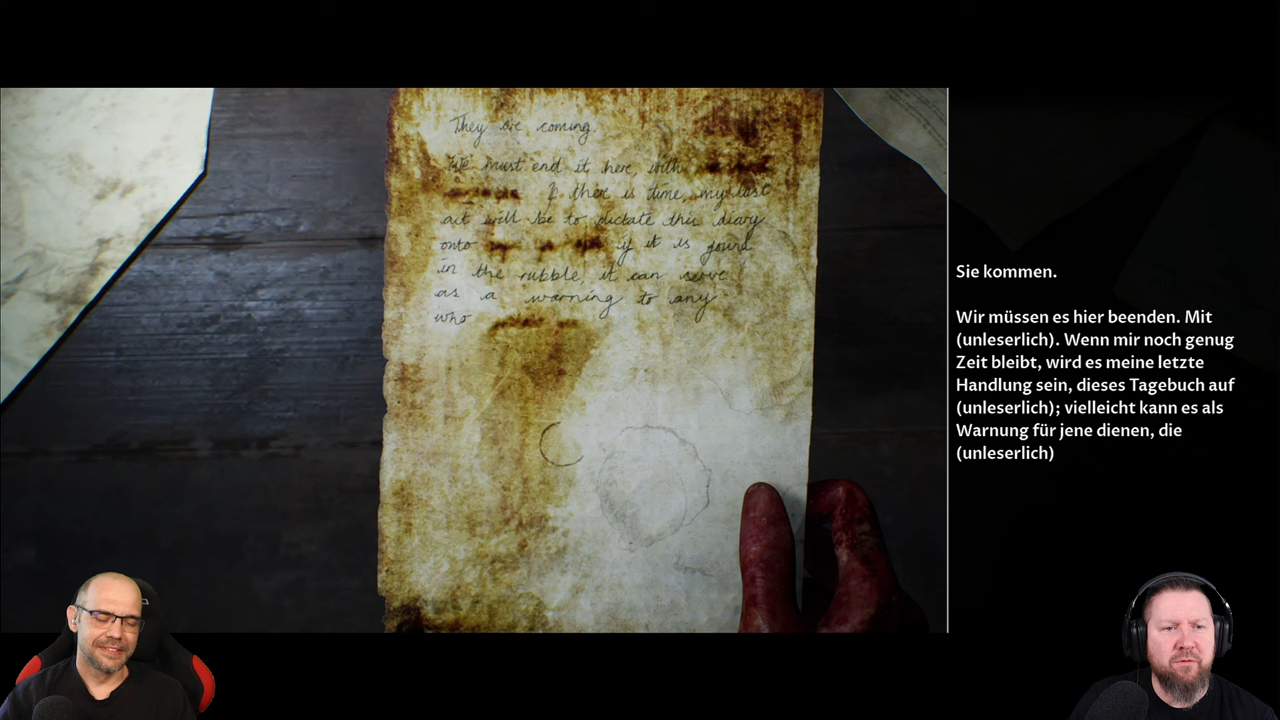 They are coming.
We must end it here, with
If there is time, my last
act will be to dictate this diary
onto if it is found
in the rubble, it can serve
as a warning to any
who
Sie kommen.
Wir müssen es hier beenden. Mit
(unleserlich). Wenn mir noch genug
Zeit bleibt, wird es meine letzte
Handlung sein, dieses Tagebuch auf
(unleserlich); vielleicht kann es als
Warnung für jene dienen, die
(unleserlich)